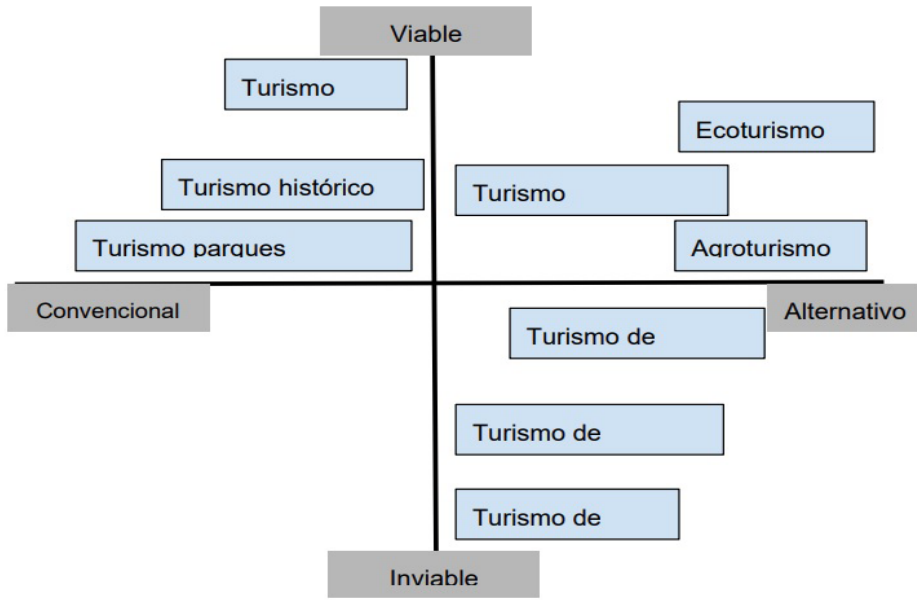 Viable
Turismo
Ecoturismo
Turismo histórico
Turismo
Turismo parques
Agroturismo
Convencional
Alternativo
Turismo de
Turismo de
Turismo de
Inviable